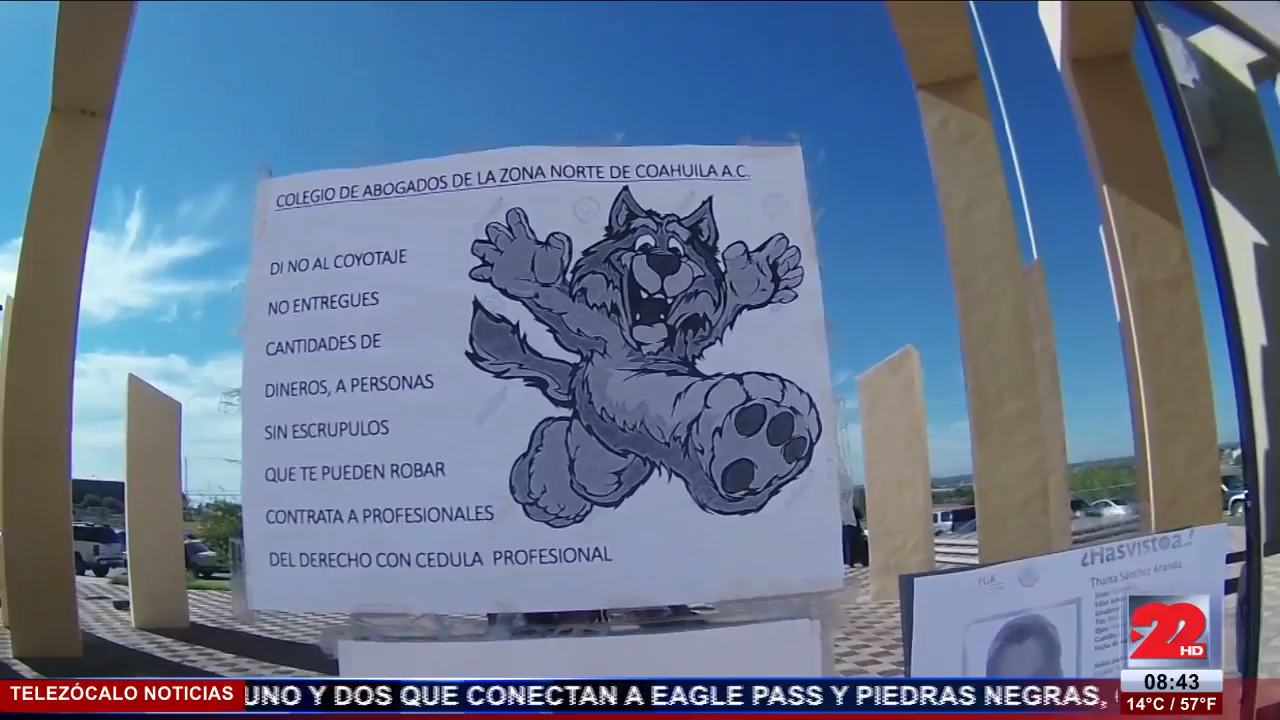 COLEGIO DE ABOGADOS DE LA ZONA NORTE DE COAHUILA A.C.
DI NO AL COYOTAJE
NO ENTREGUES
CANTIDADES DE
DINEROS, A PERSONAS
SIN ESCRUPULOS
QUE TE PUEDEN ROBAR
CONTRATA A PROFESIONALES
DEL DERECHO CON CEDULA PROFESIONAL
¿Hasvistoa..?
Thania Sánchez Aranda
22
HD
08:43
14°C / 57°F
TELEZÓCALO NOTICIAS
UNO Y DOS QUE CONECTAN A EAGLE PASS Y PIEDRAS NEGRAS,